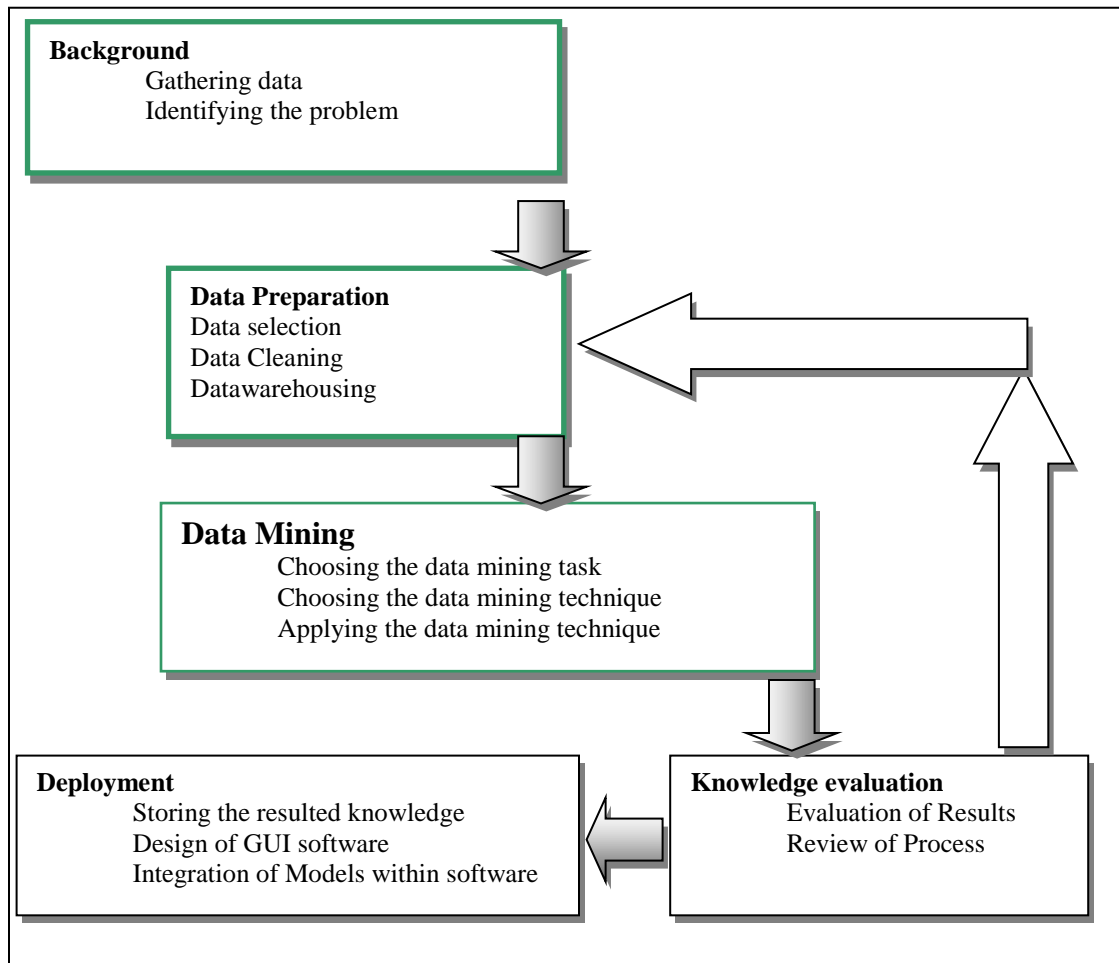 Background
Gathering data
Identifying the problem
Data Preparation
Data selection
Data Cleaning
Datawarehousing
Data Mining
Choosing the data mining task
Choosing the data mining technique
Applying the data mining technique
Deployment
Storing the resulted knowledge
Design of GUI software
Integration of Models within software
Knowledge evaluation
Evaluation of Results
Review of Process